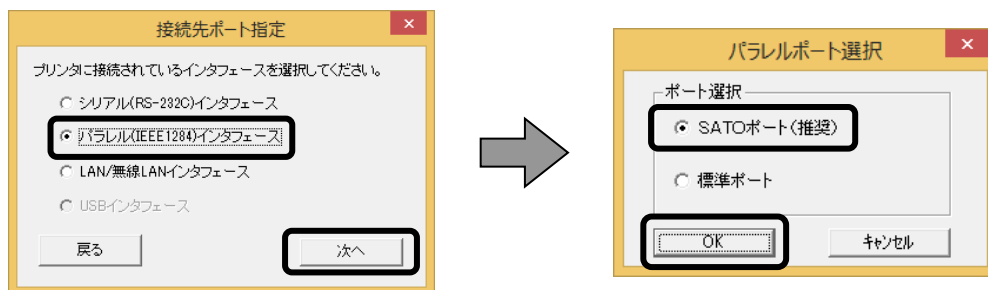 接続先ポート指定
プリンタに接続されているインタフェースを選択してください。
シリアル(RS-232C)インタフェース
パラレル(IEEE1284)インタフェース
LAN/無線LANインタフェース
USBインタフェース
戻る
次へ
パラレルポート選択
ポート選択
SATOポート(推奨)
標準ポート
OK
キャンセル